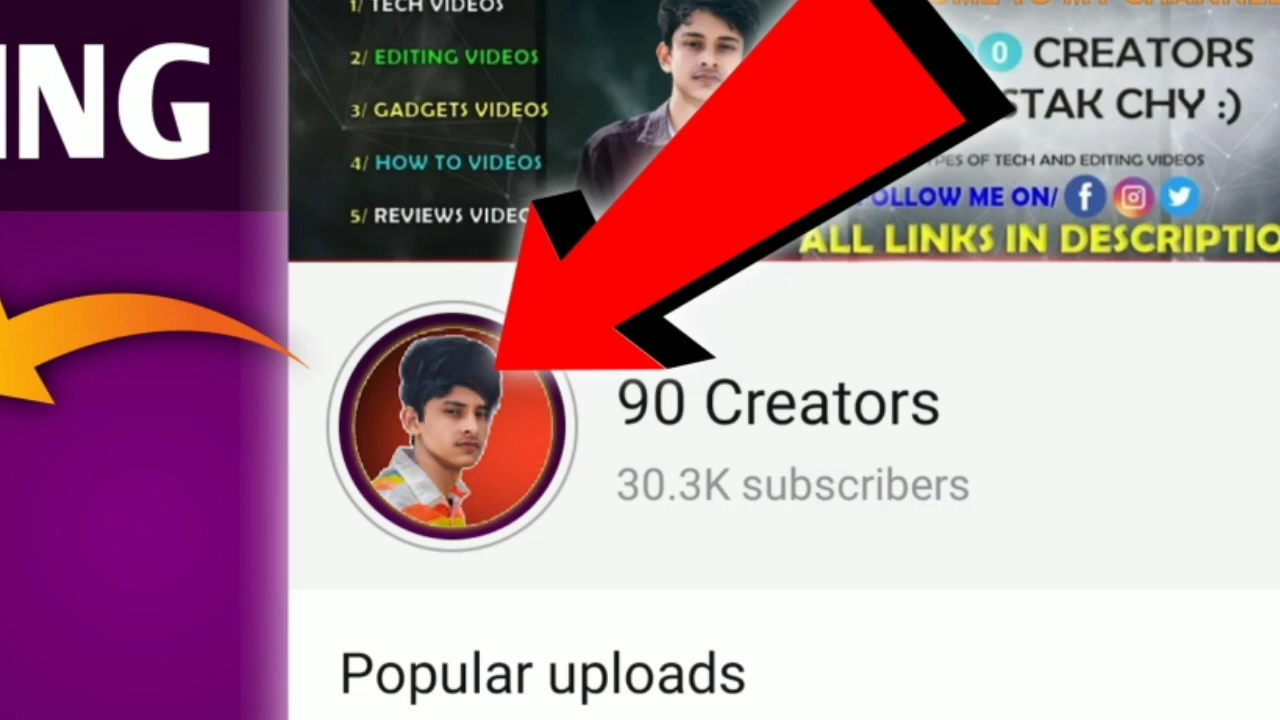 ING
1/ TECH VIDEOS
2/ EDITING VIDEOS
3/ GADGETS VIDEOS
4/ HOW TO VIDEOS
5/ REVIEWS VIDEO
0 CREATORS
STAK CHY :)
TYPES OF TECH AND EDITING VIDEOS
FOLLOW ME ON/
ALL LINKS IN DESCRIPTIO
90 Creators
30.3K subscribers
Popular uploads